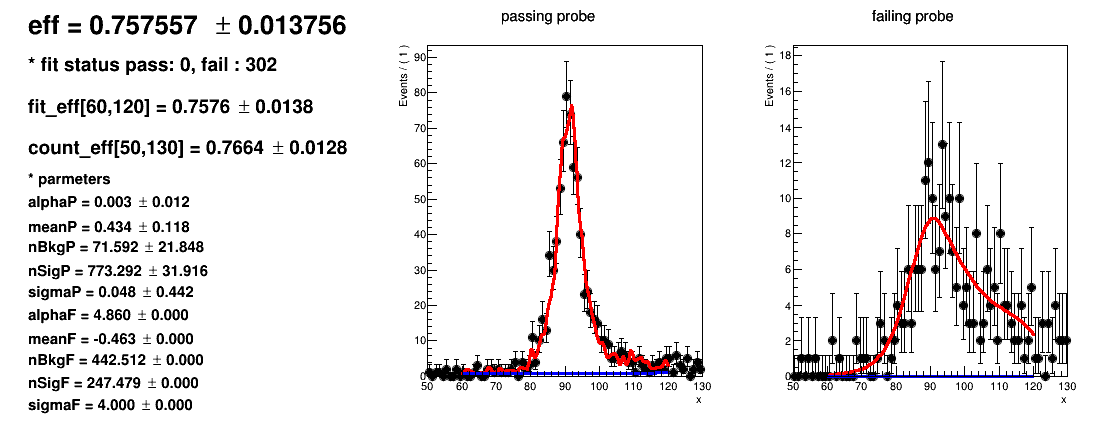 eff = 0.757557 ± 0.013756
* fit status pass: 0, fail : 302
fit_eff[60,120] = 0.7576 ± 0.0138
count_eff[50,130] = 0.7664 ± 0.0128
* parmeters
alphaP = 0.003 ± 0.012
meanP = 0.434 ± 0.118
nBkgP = 71.592 ± 21.848
nSigP = 773.292 ± 31.916
sigmaP = 0.048 ± 0.442
alphaF = 4.860 ± 0.000
meanF = -0.463 ± 0.000
nBkgF = 442.512 ± 0.000
nSigF = 247.479 ± 0.000
sigmaF = 4.000 ± 0.000
passing probe
Events / ( 1 )
90
80
70
60
50
40
30
20
10
0
50 60 70 80 90 100 110 120 130
x
failing probe
Events / ( 1 )
18
16
14
12
10
8
6
4
2
0
50 60 70 80 90 100 110 120 130
x